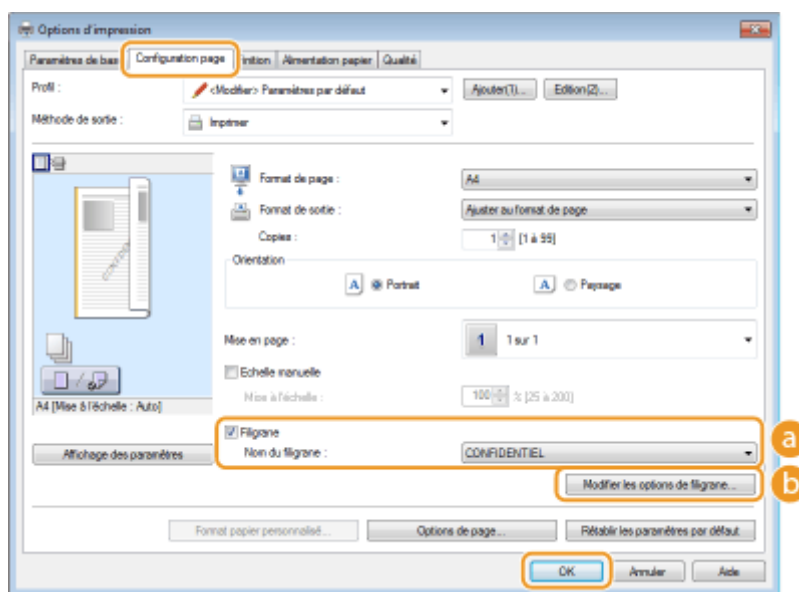 Options d'impression
Paramètres de bas Configuration page inition Alimentation papier Qualité
Profil : <Modifier> Paramètres par défaut Ajouter(1)... Edition(2)...
Méthode de sortie : Imprimer
Format de page : A4
Format de sortie : Ajuster au format de page
Copies : 1 [1 à 99]
Orientation
A Portrait A Paysage
CONFIDE
Mise en page : 1 1 sur 1
Echelle manuelle
Mise à l'échelle : 100 % [25 à 200]
A4 [Mise à l'échelle : Auto]
Filigrane
Nom du filigrane : CONFIDENTIEL
a
Affichage des paramètres
Modifier les options de filigrane...
b
Format papier personnalisé... Options de page... Rétablir les paramètres par défaut
OK Annuler Aide